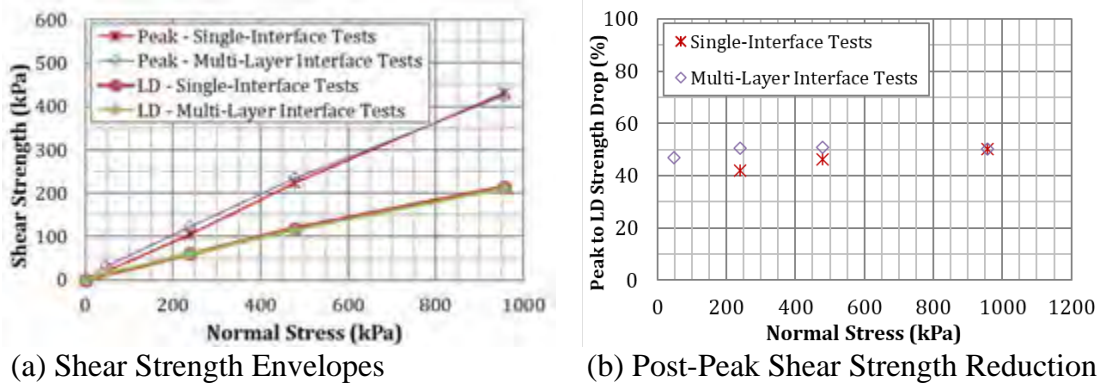 600
500
400
300
200
100
0
Shear Strength (kPa)
Peak - Single-Interface Tests
Peak - Multi-Layer Interface Tests
LD - Single-Interface Tests
LD - Multi-Layer Interface Tests
0 200 400 600 800 1000
Normal Stress (kPa)
(a) Shear Strength Envelopes
100
80
60
40
20
0
Peak to LD Strength Drop (%)
Single-Interface Tests
Multi-Layer Interface Tests
0 200 400 600 800 1000 1200
Normal Stress (kPa)
(b) Post-Peak Shear Strength Reduction